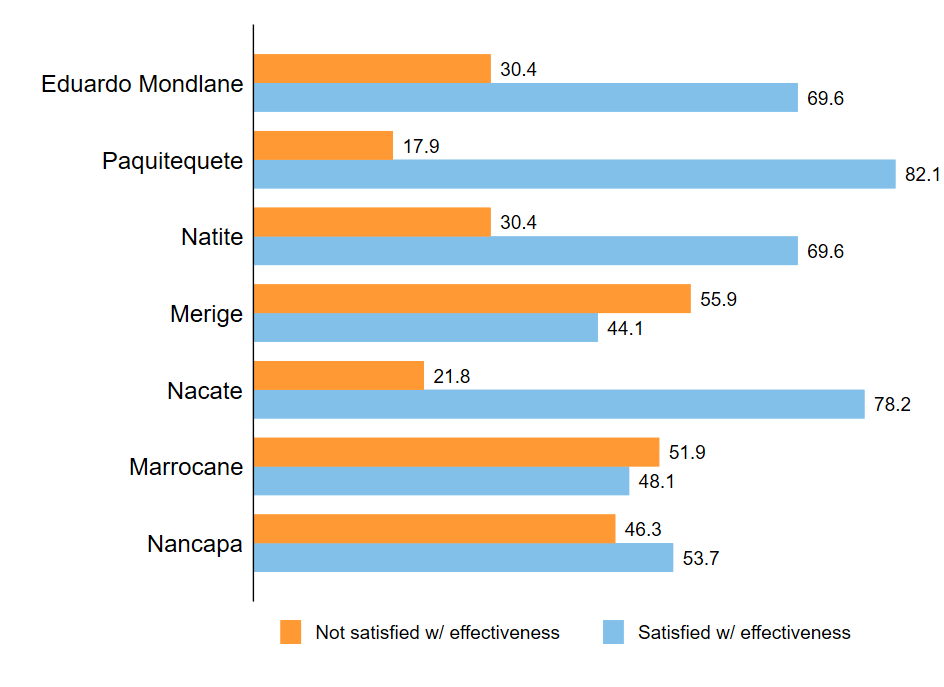 Eduardo Mondlane
30.4
69.6
Paquitequete
17.9
82.1
Natite
30.4
69.6
Merige
55.9
44.1
Nacate
21.8
78.2
Marrocane
51.9
48.1
Nancapa
46.3
53.7
Not satisfied w/ effectiveness
Satisfied w/ effectiveness